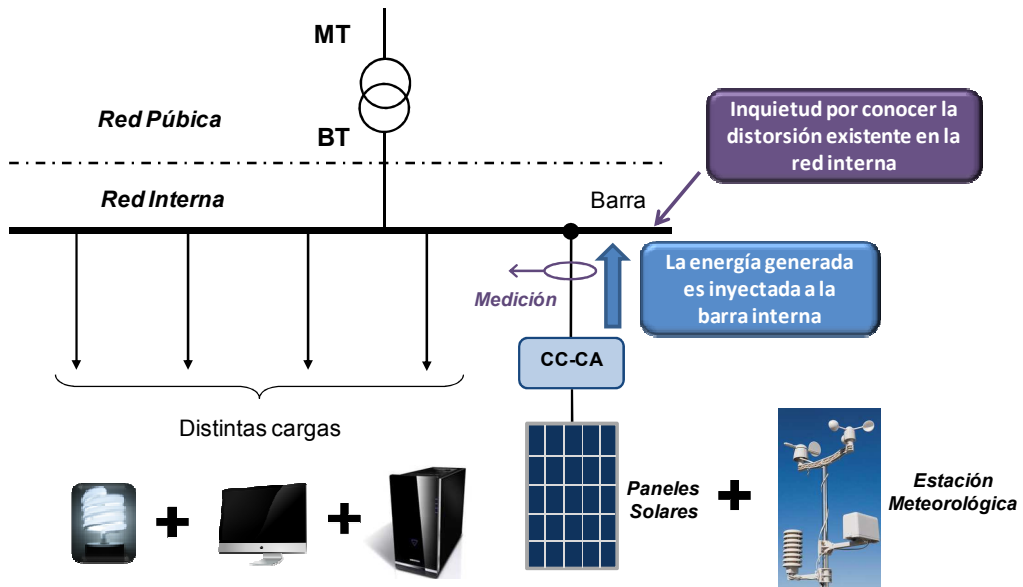 MT
Red Púbica
BT
Inquietud por conocer la
distorsión existente en la
red interna
Red Interna
Barra
La energía generada
es inyectada a la
barra interna
Medición
CC-CA
Distintas cargas
Paneles
Solares
Estación
Meteorológica